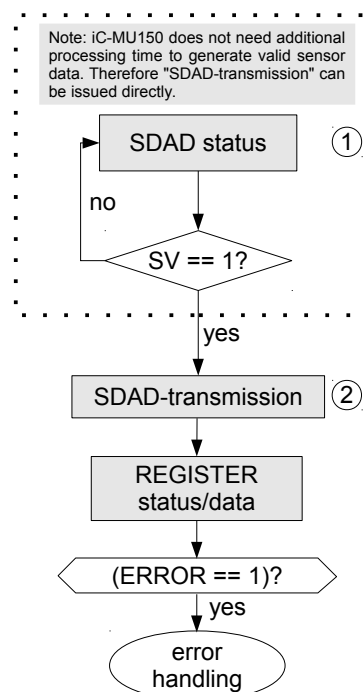 Note: iC-MU150 does not need additional
processing time to generate valid sensor
data. Therefore "SDAD-transmission" can
be issued directly.
SDAD status
1
no
SV == 1?
yes
SDAD-transmission
2
REGISTER
status/data
(ERROR == 1)?
yes
error
handling